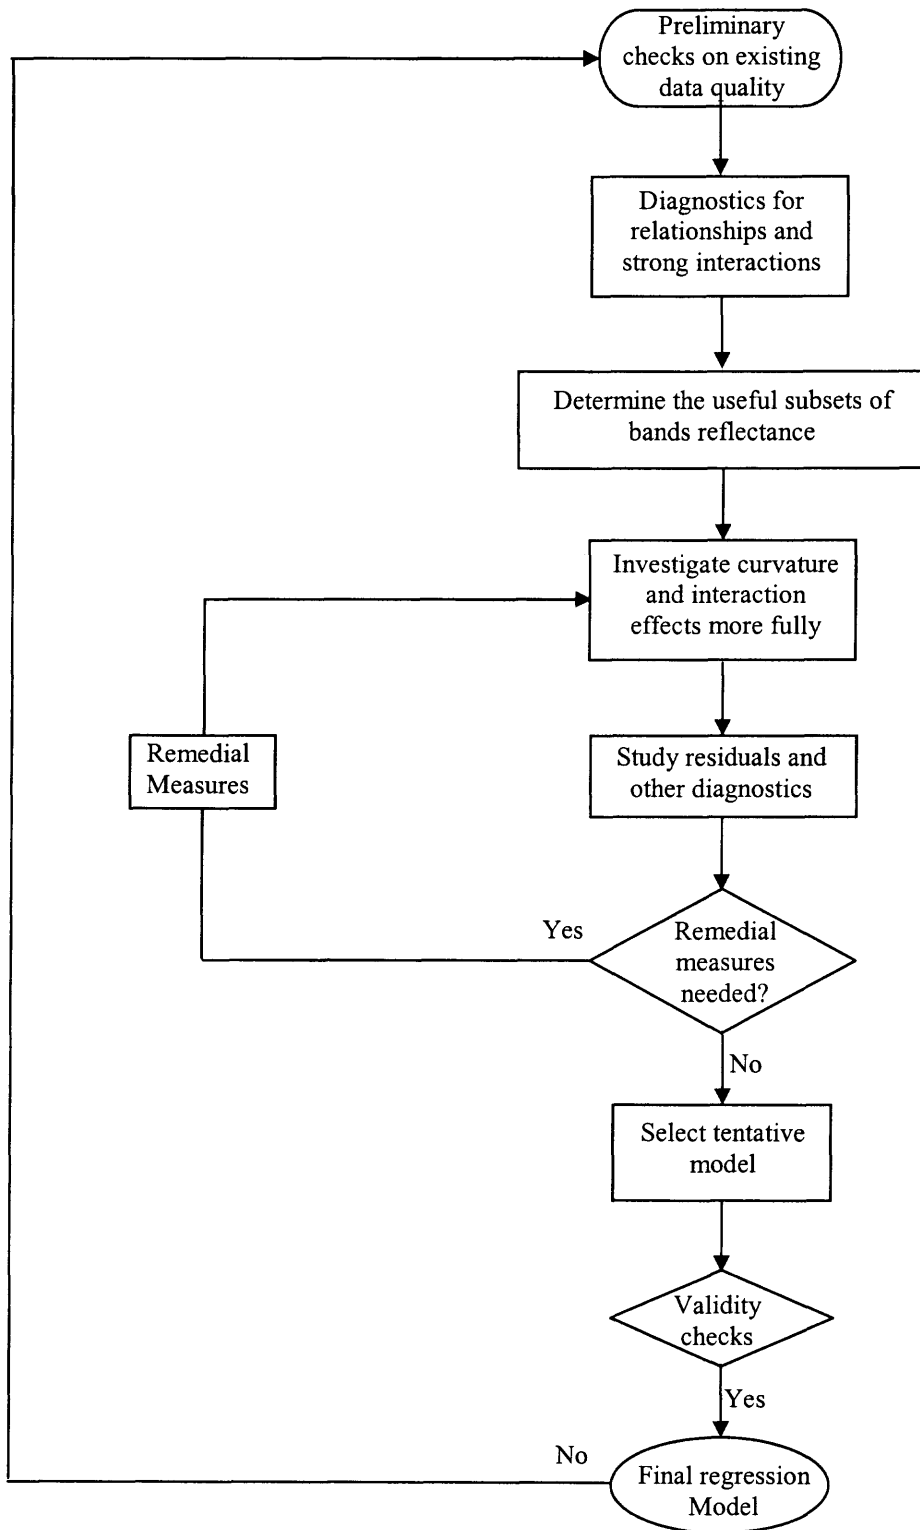 Preliminary
checks on existing
data quality
Diagnostics for
relationships and
strong interactions
Determine the useful subsets of
bands reflectance
Investigate curvature
and interaction
effects more fully
Remedial
Measures
Study residuals and
other diagnostics
Yes
Remedial
measures
needed?
No
Select tentative
model
Validity
checks
Yes
No
Final regression
Model